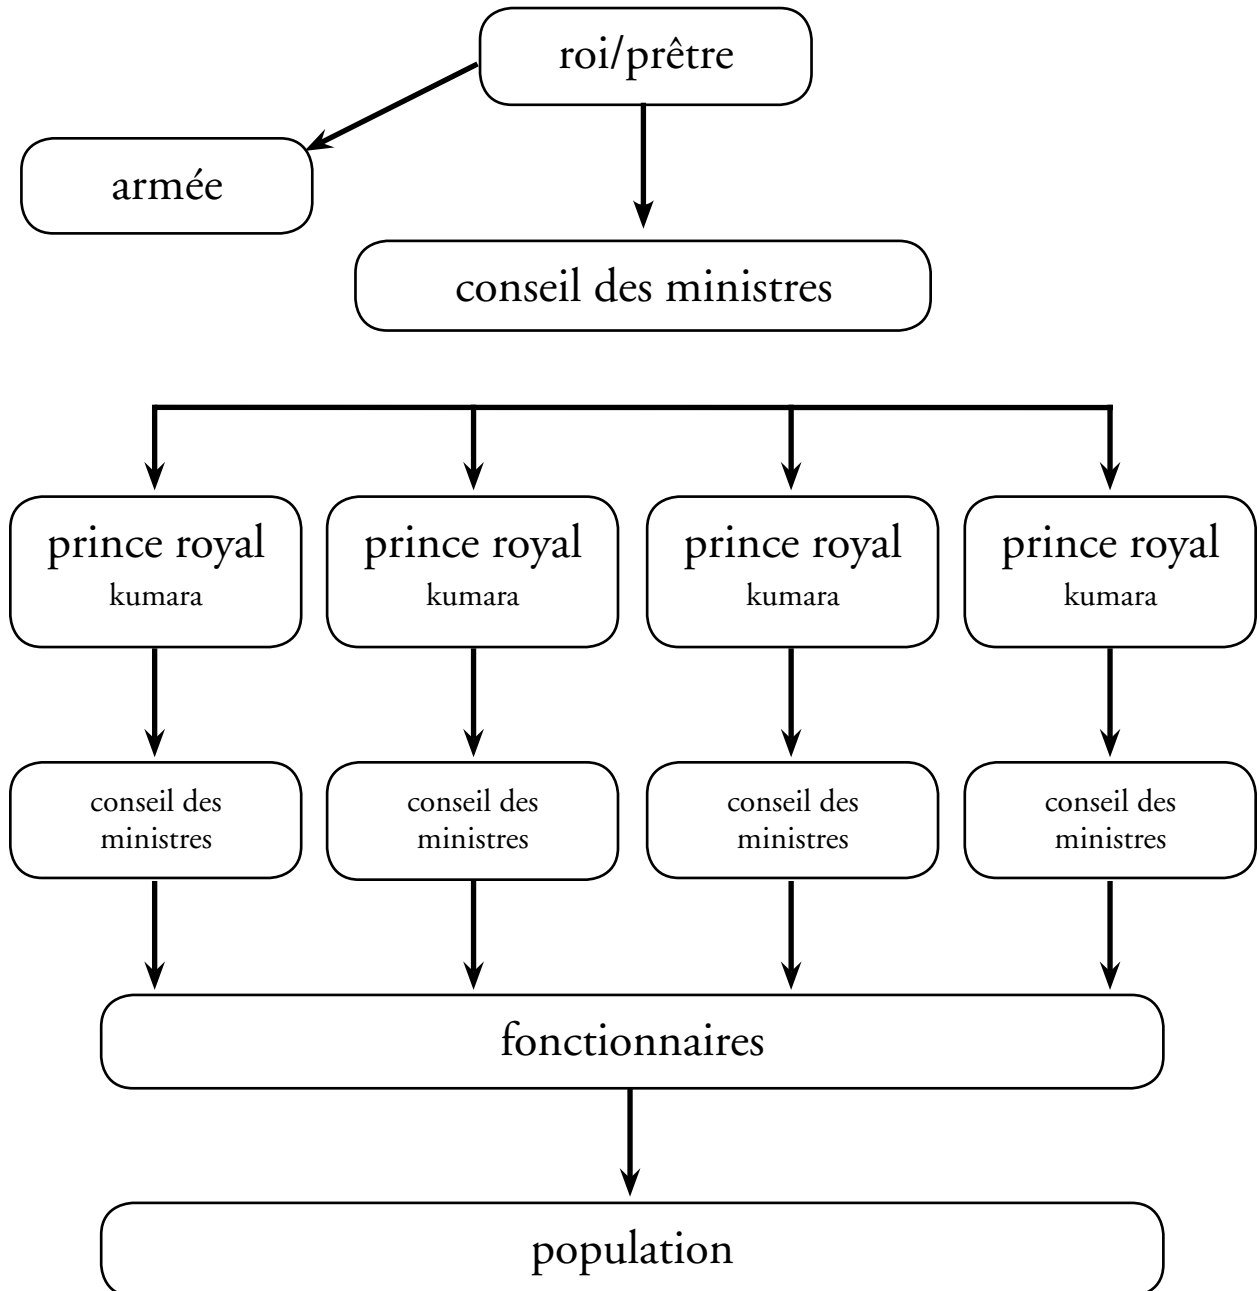 roi/prêtre
armée
conseil des ministres
prince royal
kumara
prince royal
kumara
prince royal
kumara
prince royal
kumara
conseil des
ministres
conseil des
ministres
conseil des
ministres
conseil des
ministres
fonctionnaires
population